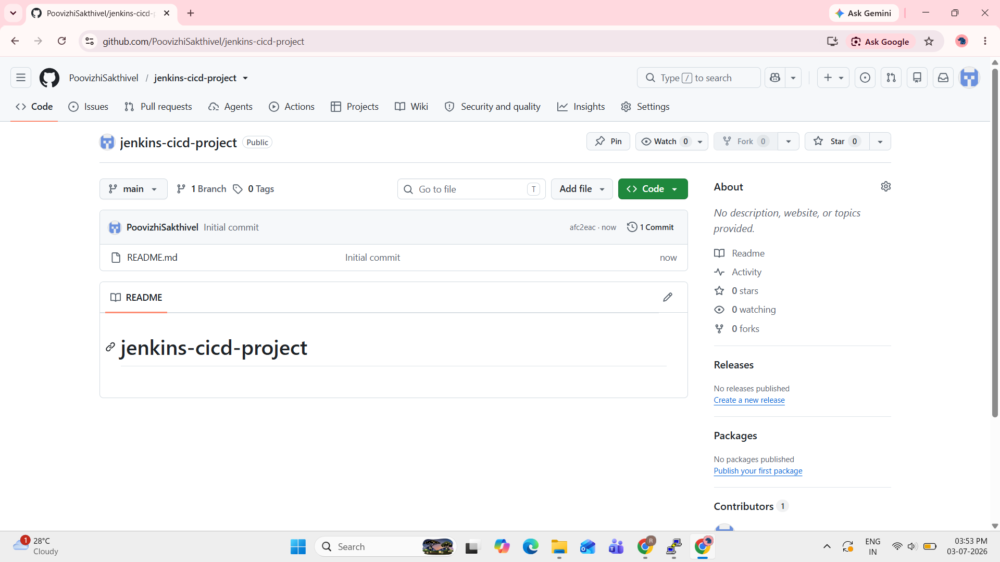 PoovizhiSakthivel/jenkins-cicd-p
Ask Gemini
github.com/PoovizhiSakthivel/jenkins-cicd-project
Ask Google
PoovizhiSakthivel / jenkins-cicd-project
Type / to search
Code Issues Pull requests Agents Actions Projects Wiki Security and quality Insights Settings
jenkins-cicd-project Public
Pin Watch 0 Fork 0 Star 0
main 1 Branch 0 Tags
Go to file T Add file Code
PoovizhiSakthivel Initial commit afc2eac · now 1 Commit
README.md Initial commit now
README
jenkins-cicd-project
About
No description, website, or topics
provided.
Readme
Activity
0 stars
0 watching
0 forks
Releases
No releases published
Create a new release
Packages
No packages published
Publish your first package
Contributors 1
1
28°C
Cloudy
Search
R
ENG
IN
03:53 PM
03-07-2026